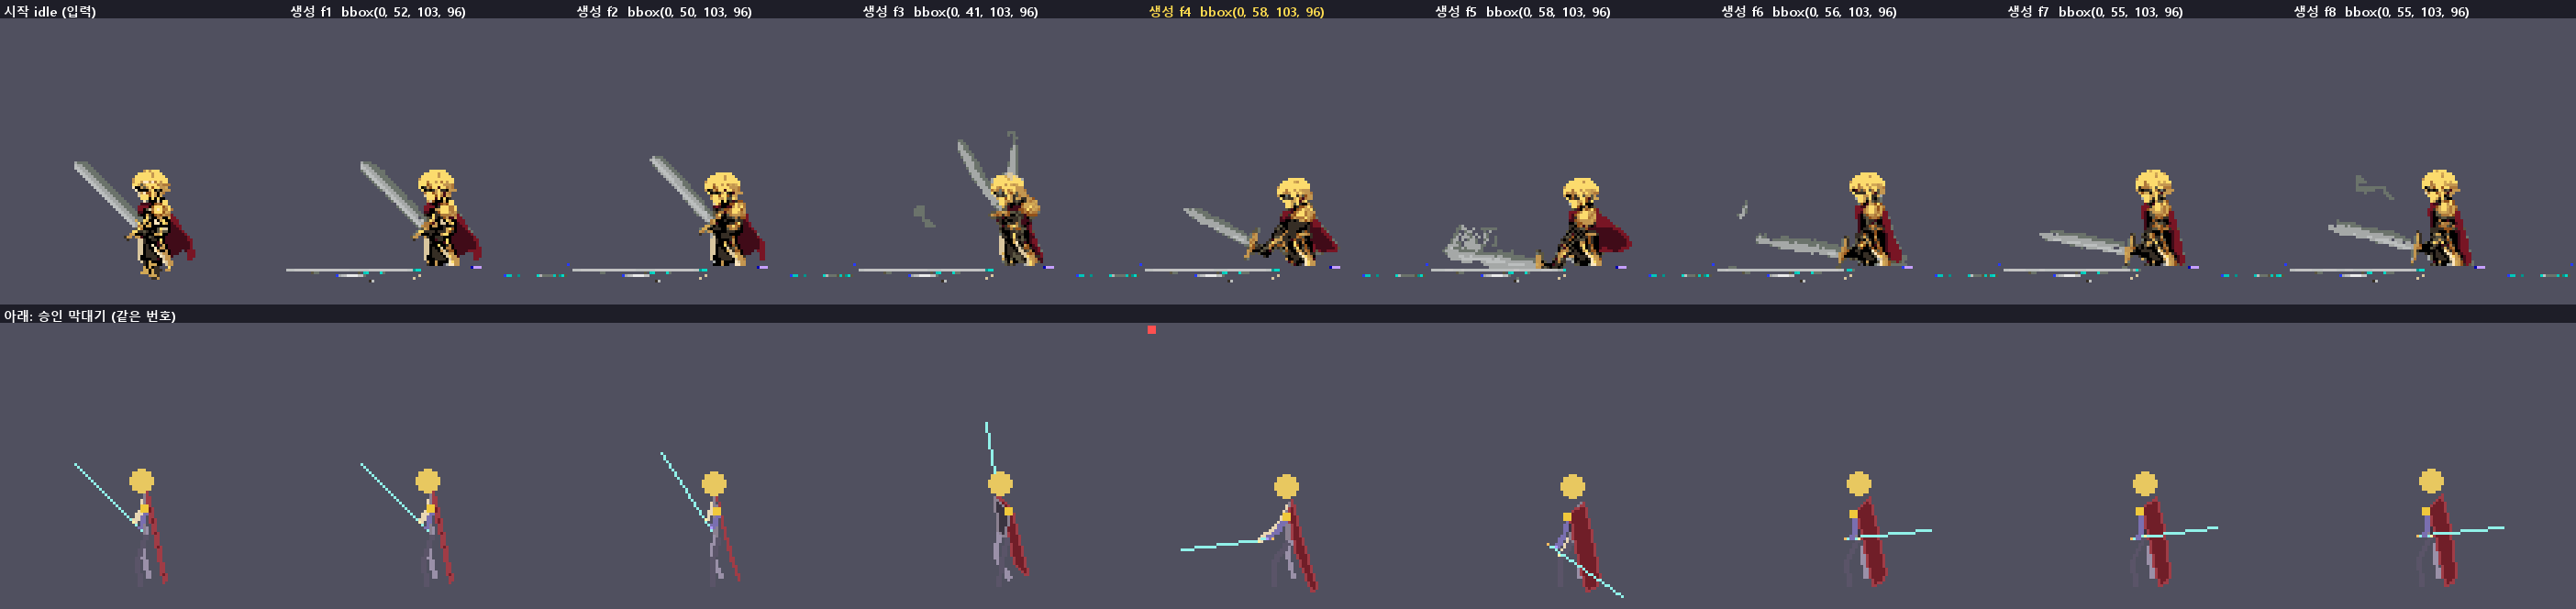 시작 idle (입력)
생성 f1 bbox(0, 52, 103, 96)
생성 f2 bbox(0, 50, 103, 96)
생성 f3 bbox(0, 41, 103, 96)
생성 f4 bbox(0, 58, 103, 96)
생성 f5 bbox(0, 58, 103, 96)
생성 f6 bbox(0, 56, 103, 96)
생성 f7 bbox(0, 55, 103, 96)
생성 f8 bbox(0, 55, 103, 96)
아래: 승인 막대기 (같은 번호)